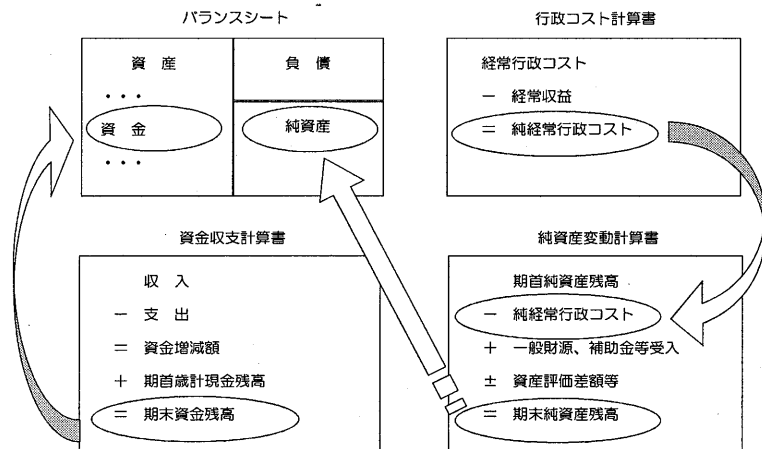 バランスシート
資 産
・・・
資 金
・・・
負 債
純資産
行政コスト計算書
経常行政コスト
－ 経常収益
＝ 純経常行政コスト
資金収支計算書
収 入
－ 支 出
＝ 資金増減額
＋ 期首歳計現金残高
＝ 期末資金残高
純資産変動計算書
期首純資産残高
－ 純経常行政コスト
＋ 一般財源、補助金等受入
± 資産評価差額等
＝ 期末純資産残高